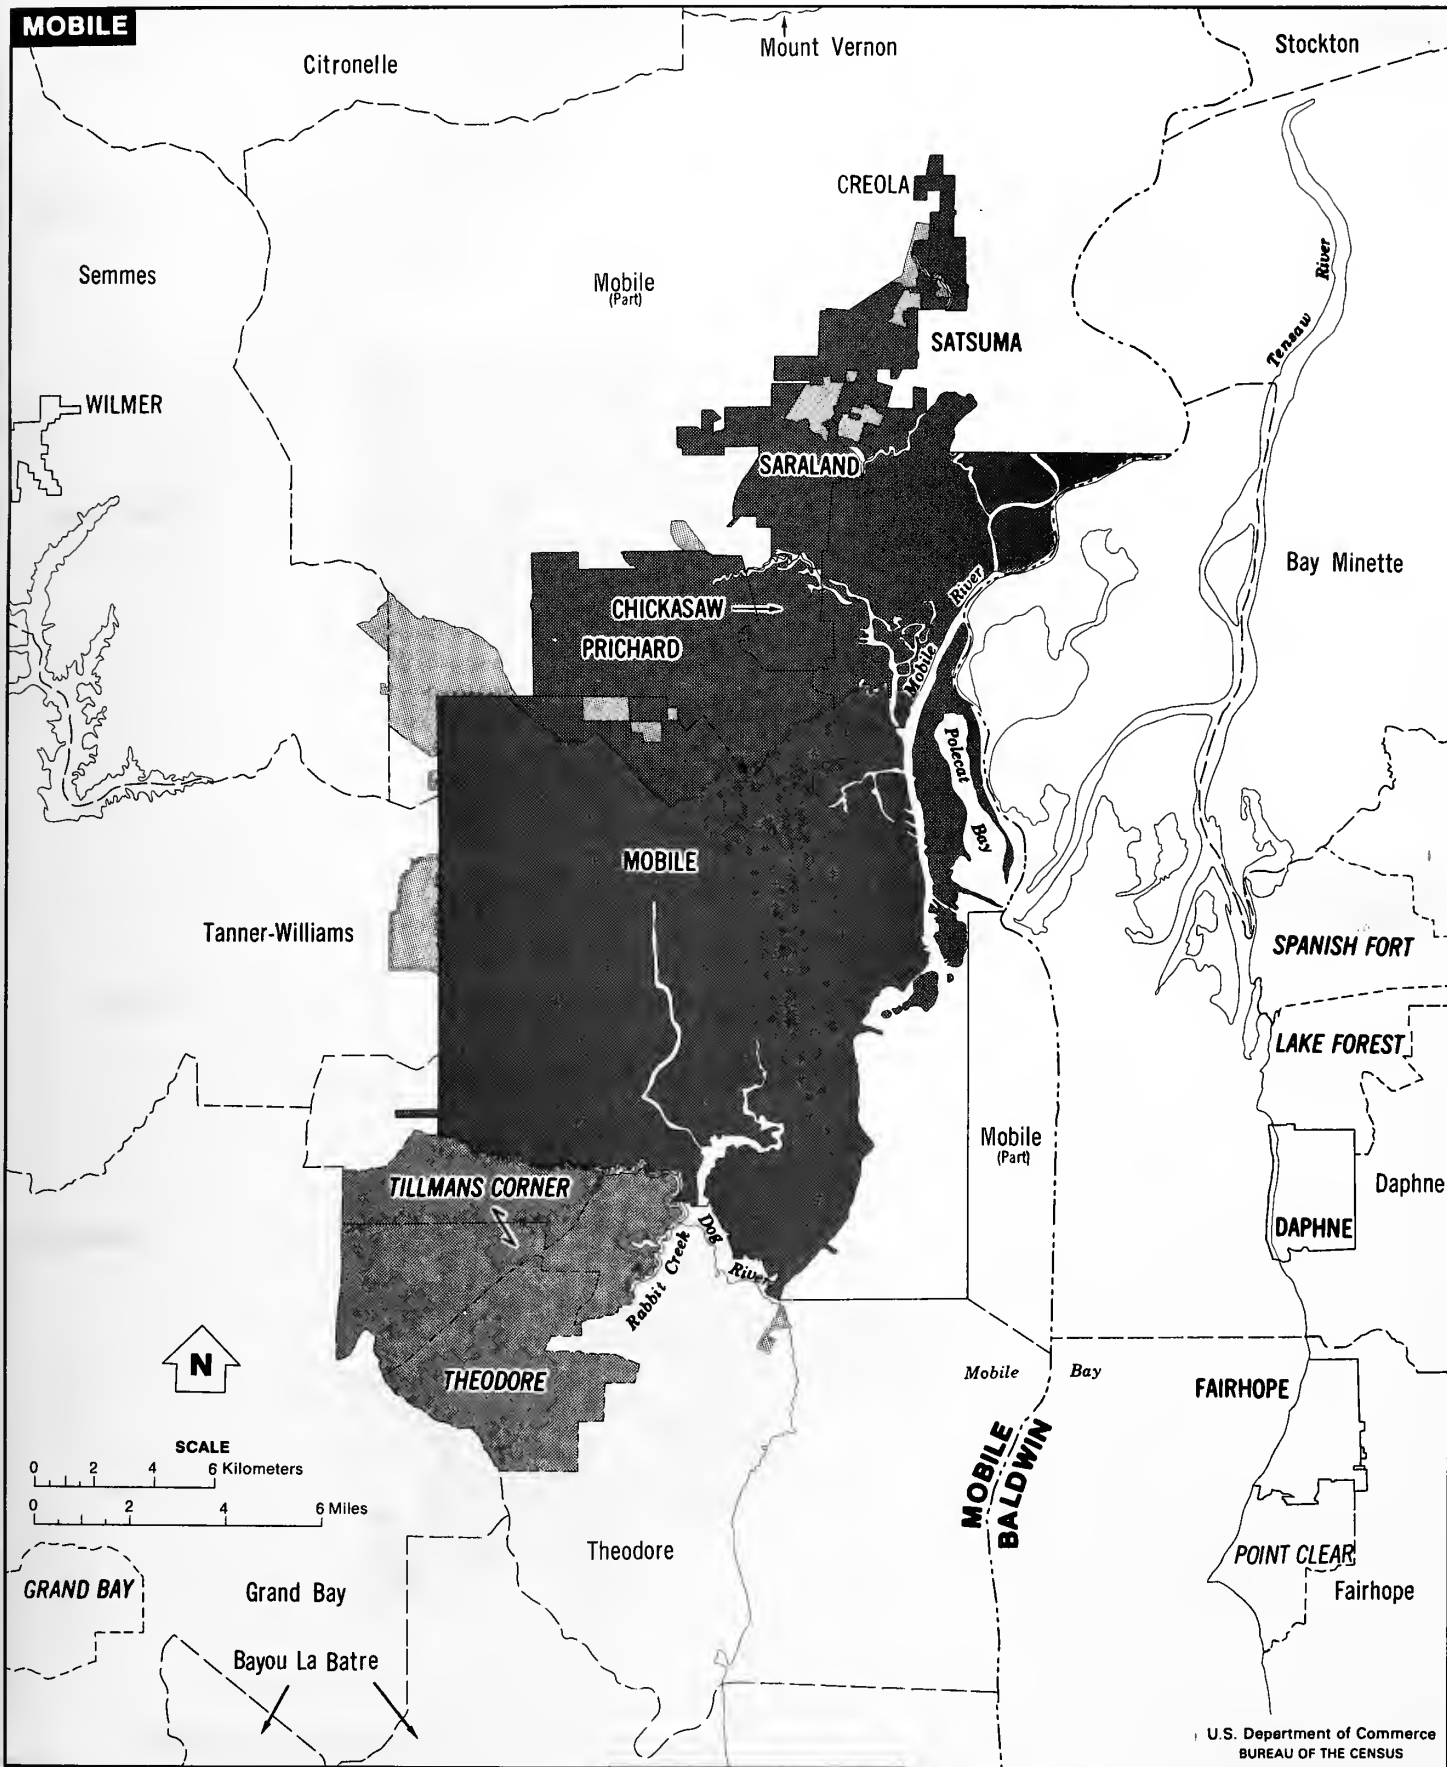 MOBILE
Citronelle
Mount Vernon
Stockton
CREOLA
Semmes
Mobile
(Part)
River
Tensaw
SATSUMA
WILMER
SARALAND
Bay Minette
River
CHICKASAW
PRICHARD
Mobile
Polecat
Bay
MOBILE
Tanner-Williams
SPANISH FORT
LAKE FOREST
Mobile
(Part)
TILLMANS CORNER
Daphne
Dog
River
Rabbit Creek
DAPHNE
N
THEODORE
Mobile Bay
FAIRHOPE
MOBILE
BALDWIN
SCALE
0 2 4 6 Kilometers
0 2 4 6 Miles
Theodore
POINT CLEAR
GRAND BAY
Grand Bay
Fairhope
Bayou La Batre
U.S. Department of Commerce
BUREAU OF THE CENSUS